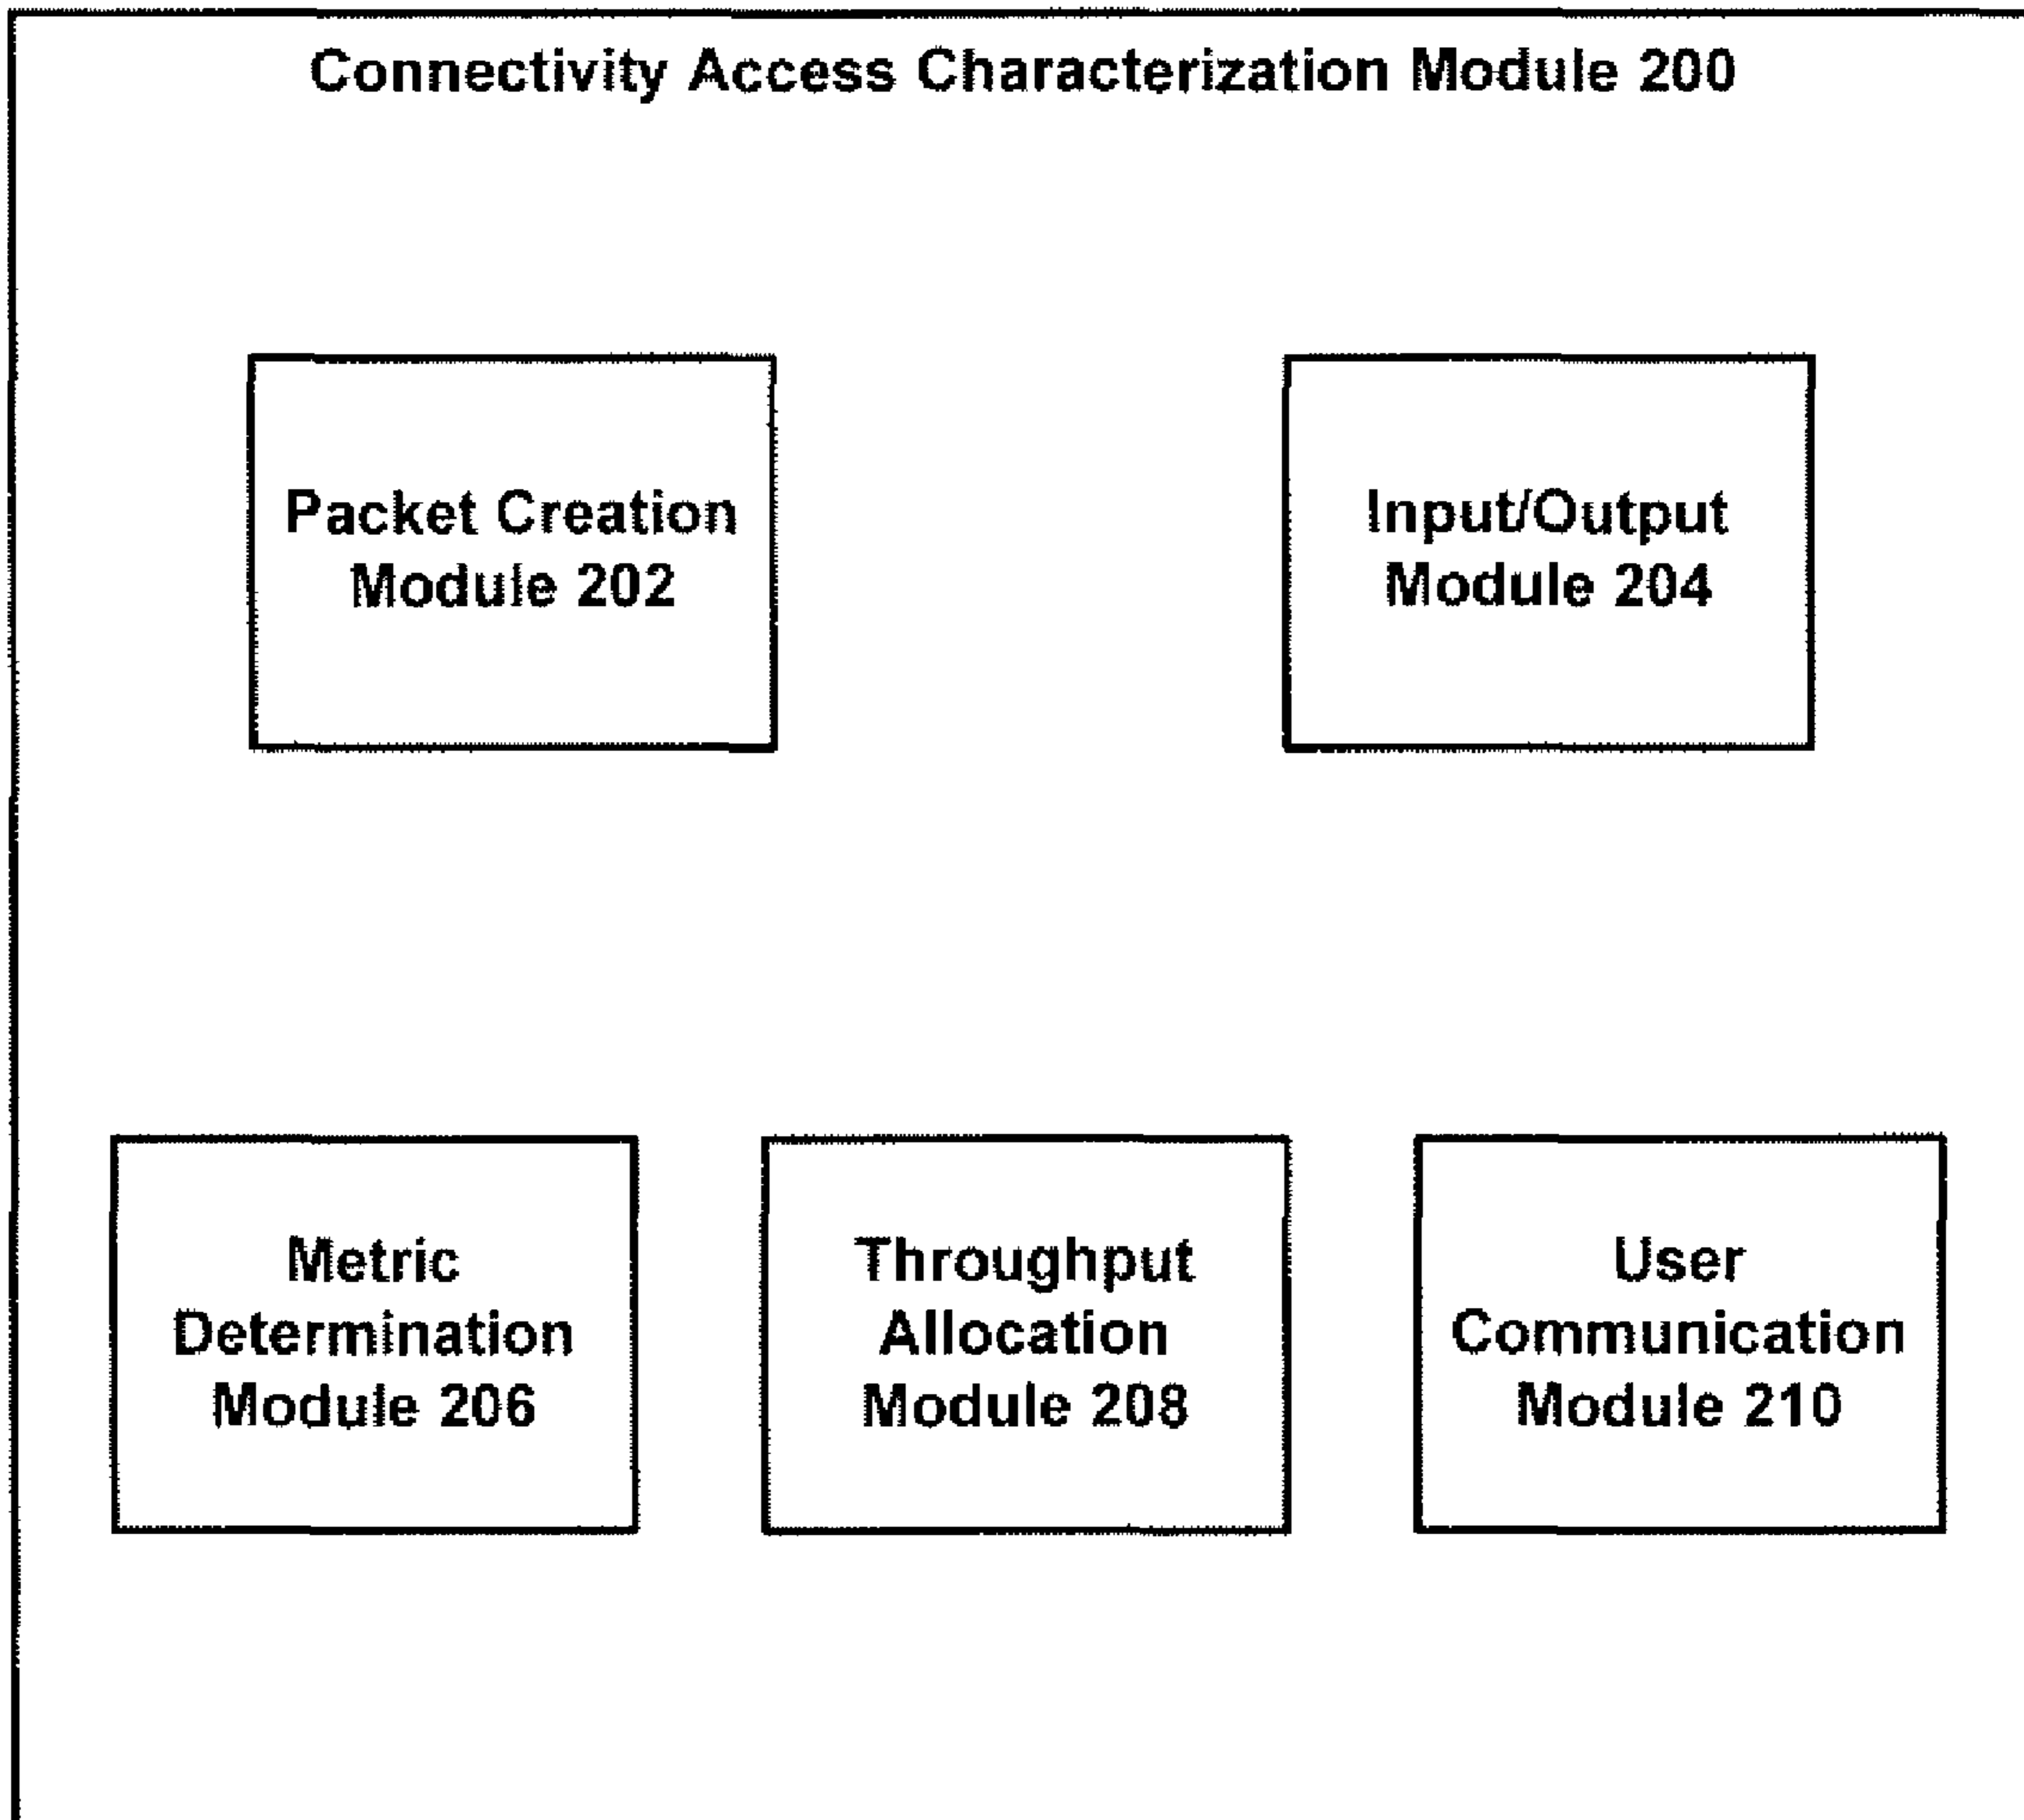 Connectivity Access Characterization Module 200
Packet Creation
Module 202
Input/Output
Module 204
Metric
Determination
Module 206
Throughput
Allocation
Module 208
User
Communication
Module 210